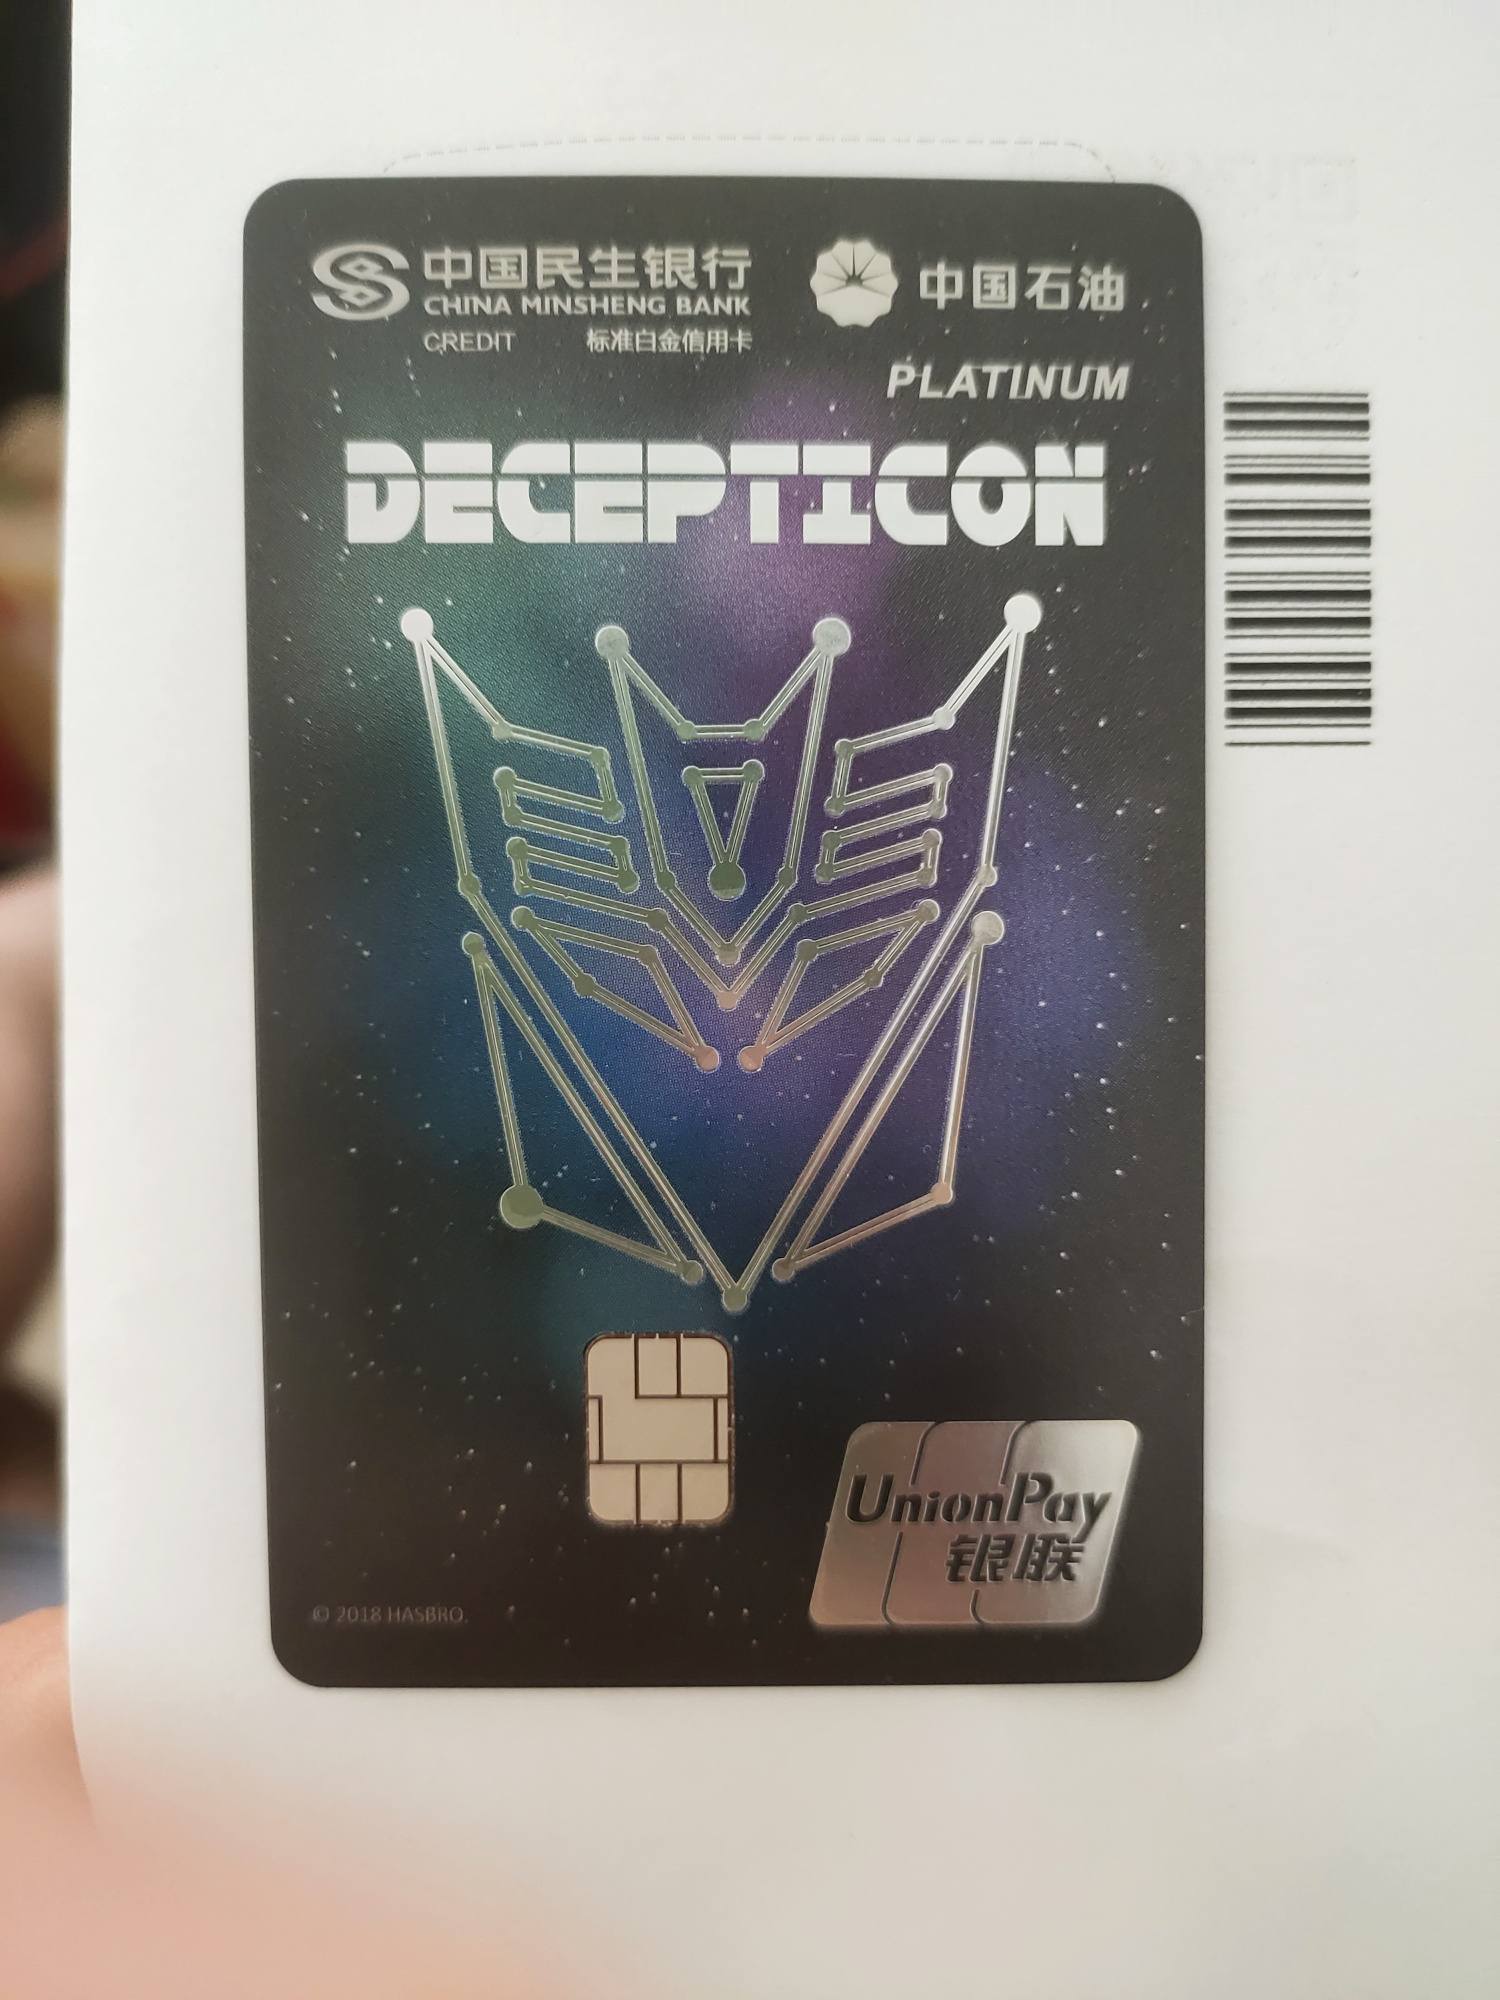 中国民生银行
CHINA MINSHENG BANK
CREDIT 标准白金信用卡
中国石油
PLATINUM
DECEPTICON
UnionPay
银联
© 2018 HASBRO.